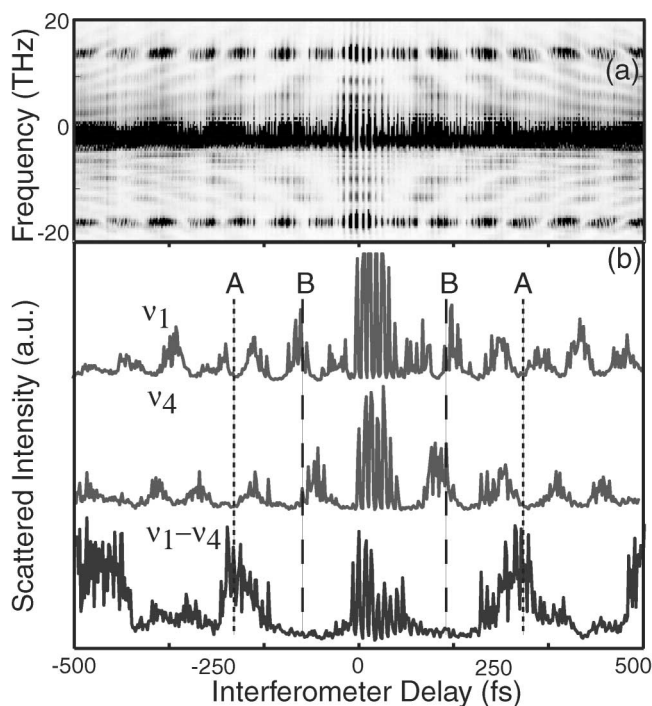 Frequency (THz)
20
0
-20
(a)
(b)
Scattered Intensity (a.u.)
A B B A
ν1
ν4
ν1–ν4
-500 -250 0 250 500
Interferometer Delay (fs)